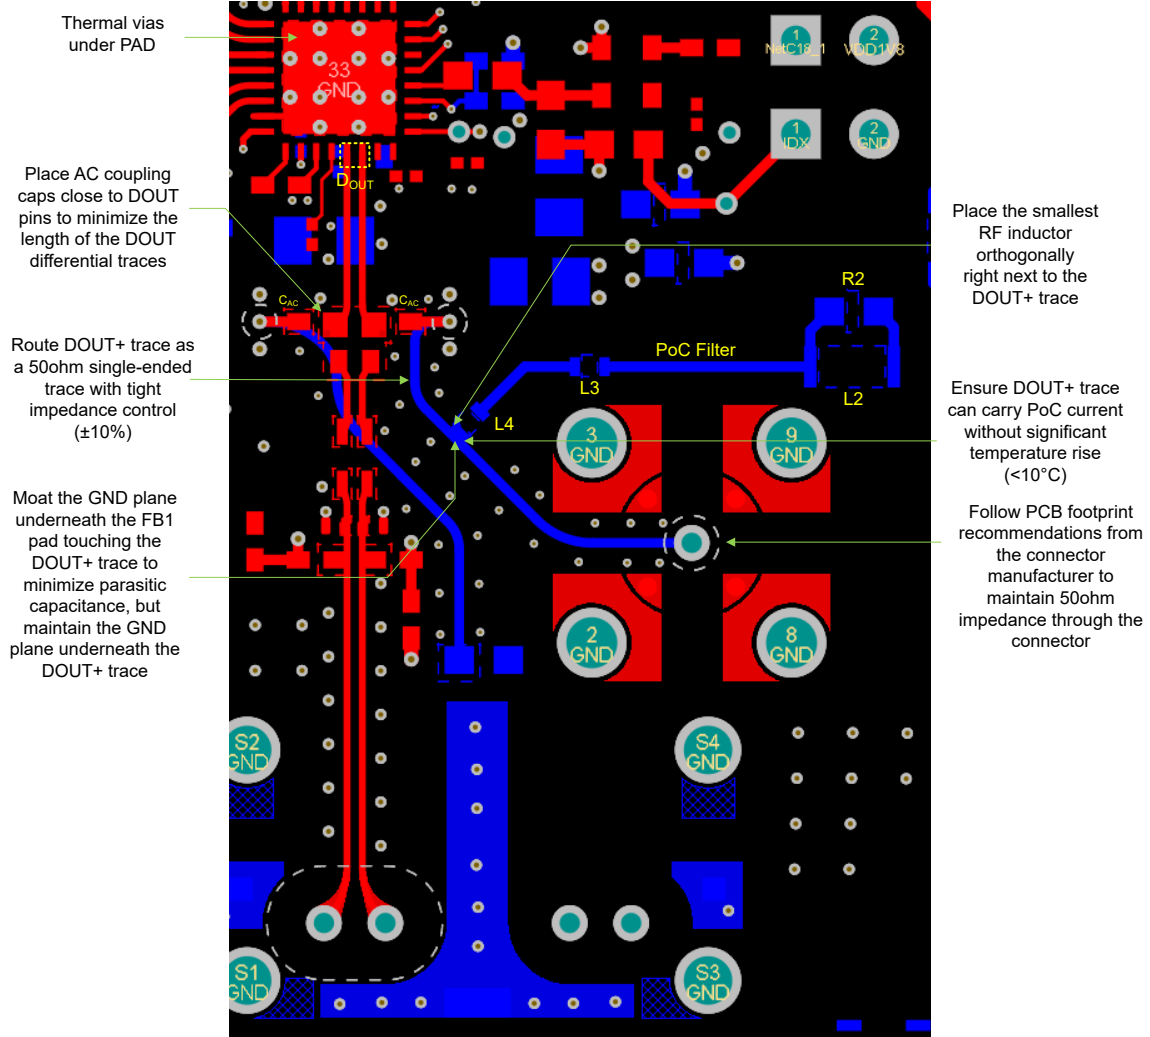 Thermal vias
under PAD
Place AC coupling
caps close to DOUT
pins to minimize the
length of the DOUT
differential traces
Route DOUT+ trace as
a 50ohm single-ended
trace with tight
impedance control
(±10%)
Moat the GND plane
underneath the FB1
pad touching the
DOUT+ trace to
minimize parasitic
capacitance, but
maintain the GND
plane underneath the
DOUT+ trace
33
GND
DOUT
CAC
CAC
1
NetC18_1
2
VDD1V8
1
IDX
2
GND
R2
PoC Filter
L3
L2
L4
3
GND
9
GND
2
GND
8
GND
S2
GND
S4
GND
S1
GND
S3
GND
Place the smallest
RF inductor
orthogonally
right next to the
DOUT+ trace
Ensure DOUT+ trace
can carry PoC current
without significant
temperature rise
(<10°C)
Follow PCB footprint
recommendations from
the connector
manufacturer to
maintain 50ohm
impedance through the
connector